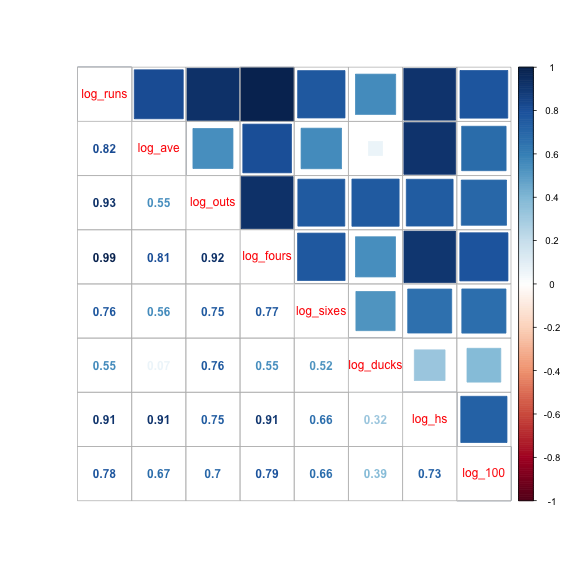 log_runs
0.82 log_ave
0.93 0.55 log_outs
0.99 0.81 0.92 log_fours
0.76 0.56 0.75 0.77 log_sixes
0.55 0.07 0.76 0.55 0.52 log_ducks
0.91 0.91 0.75 0.91 0.66 0.32 log_hs
0.78 0.67 0.7 0.79 0.66 0.39 0.73 log_100
1
0.8
0.6
0.4
0.2
0
-0.2
-0.4
-0.6
-0.8
-1